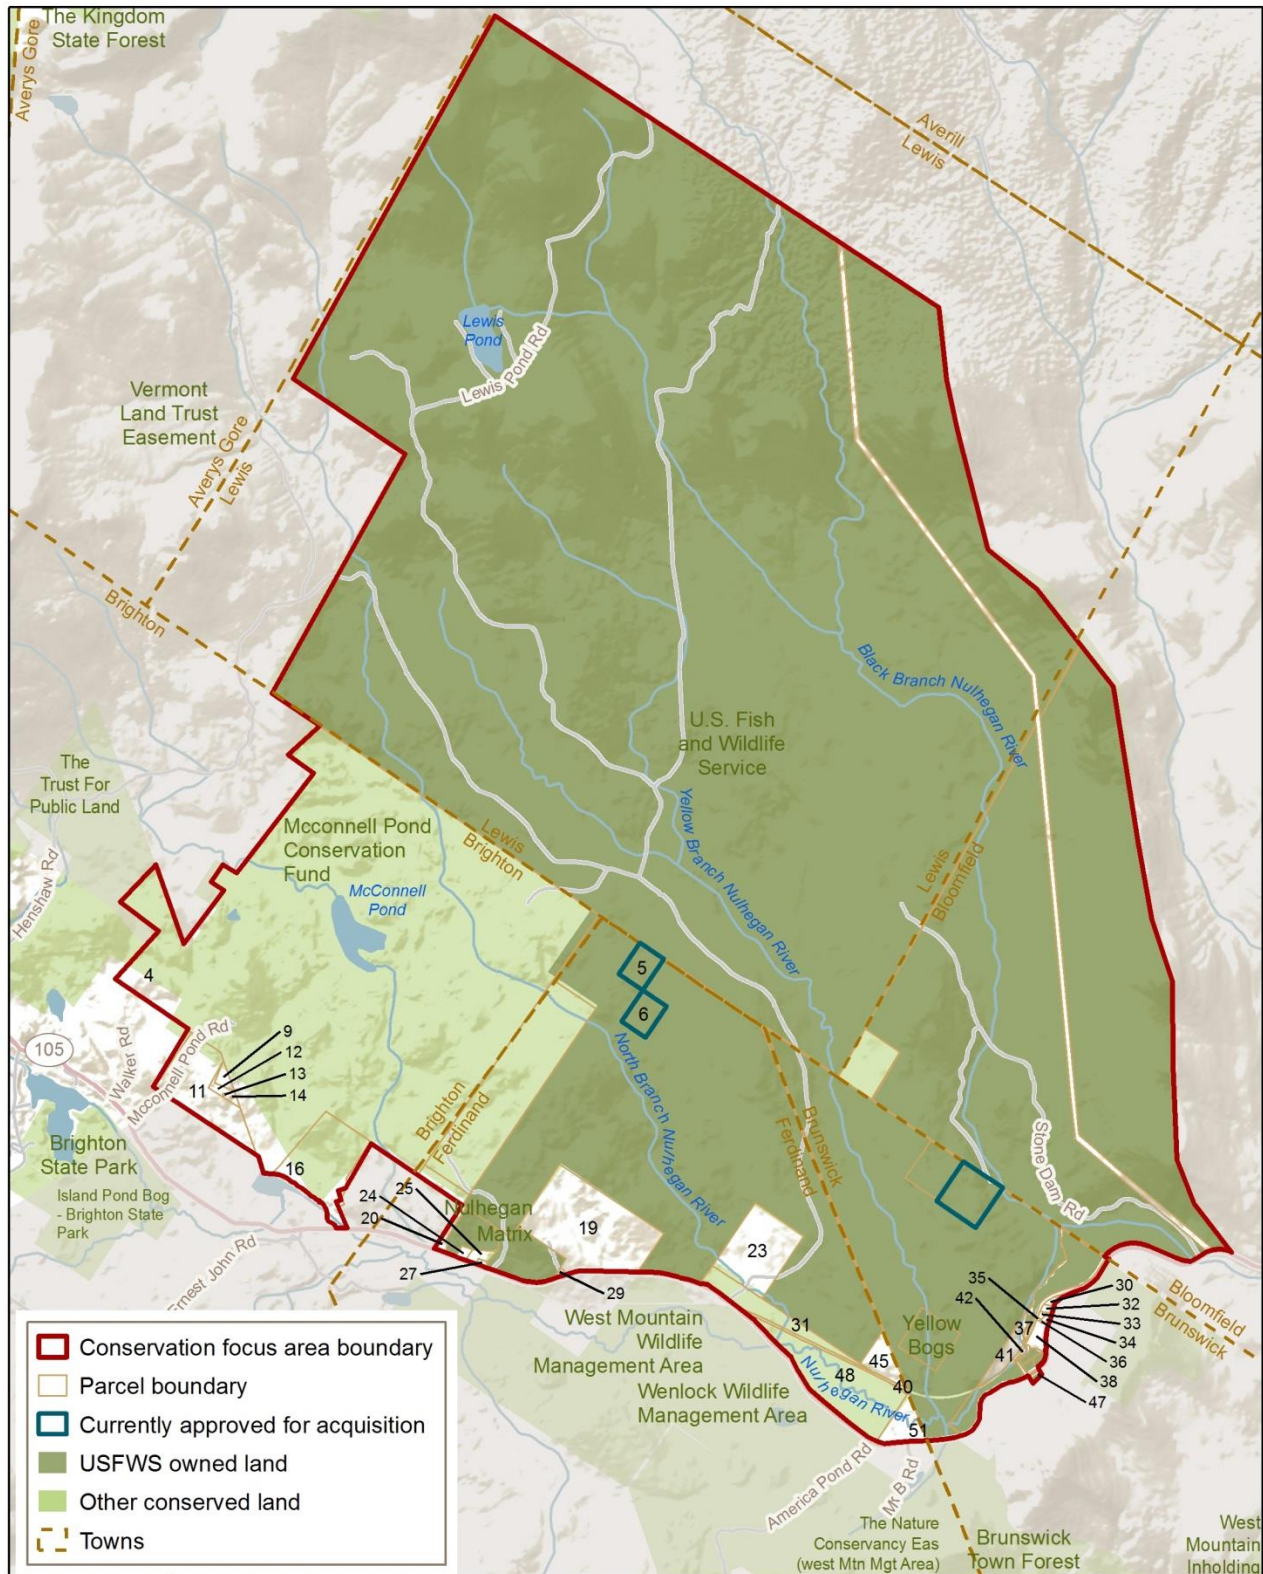 The Kingdom
State Forest
Averys Gore
Averill
Lewis
Lewis
Pond
Lewis Pond Rd
Vermont
Land Trust
Easement
Averys Gore
Lewis
Brighton
Black Branch Nulhegan River
U.S. Fish
and Wildlife
Service
The
Trust For
Public Land
Mcconnell Pond
Conservation
Fund
Lewis
Brighton
Yellow Branch Nulhegan River
Lewis
Bloomfield
Henshaw Rd
McConnell
Pond
4
5
6
105
Walker Rd
Mcconnell Pond Rd
9
12
13
14
11
North Branch Nulhegan River
Brighton
Ferdinand
Brunswick
Ferdinand
Stone Dam Rd
Brighton
State Park
Island Pond Bog
- Brighton State
Park
16
24
25
20
27
Nulhegan
Matrix
19
23
29
Ernest John Rd
West Mountain
Wildlife
Management Area
Wenlock Wildlife
Management Area
31
48
45
40
51
Nulhegan River
Yellow
Bogs
35
42
37
41
30
32
33
34
36
38
47
Bloomfield
Brunswick
America Pond Rd
Mr B Rd
The Nature
Conservancy Eas
(west Mtn Mgt Area)
Brunswick
Town Forest
West
Mountain
Inholding
Conservation focus area boundary
Parcel boundary
Currently approved for acquisition
USFWS owned land
Other conserved land
Towns